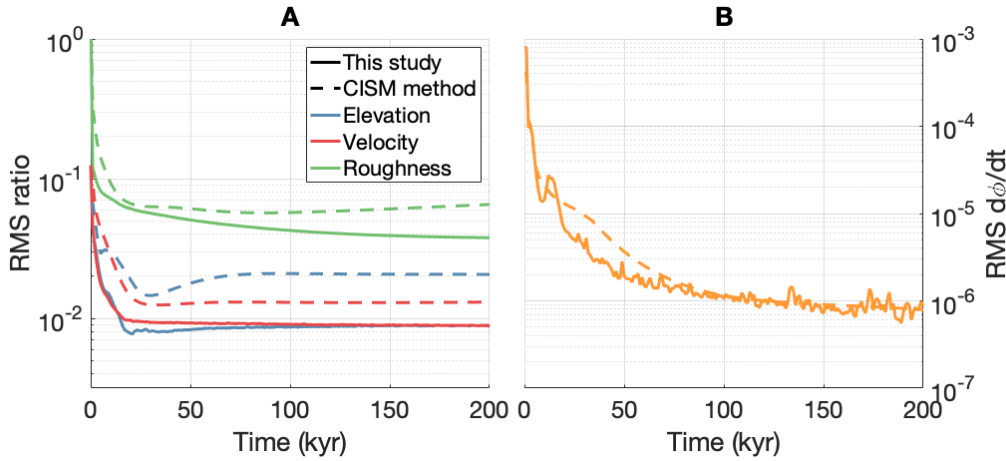 A
B
10^0
10^-1
10^-2
RMS ratio
This study
CISM method
Elevation
Velocity
Roughness
0 50 100 150 200
Time (kyr)
10^-3
10^-4
10^-5
10^-6
10^-7
RMS dϕ/dt
0 50 100 150 200
Time (kyr)